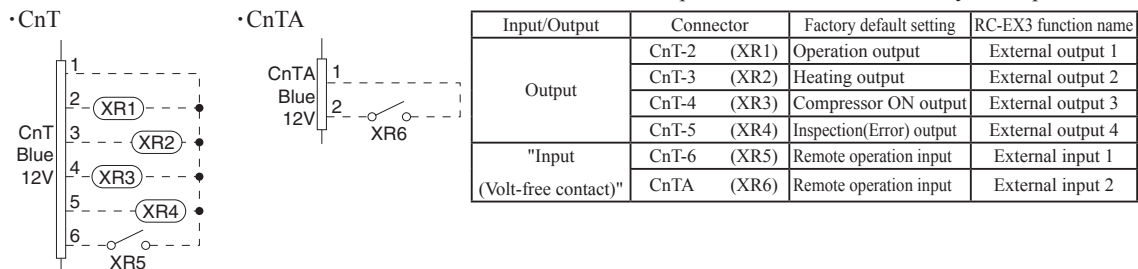 ·CnT
·CnTA
1
2 XR1
CnT 3 XR2
Blue
12V 4 XR3
5 XR4
6
XR5
CnTA 1
Blue
12V 2
XR6
Input/Output Connector Factory default setting RC-EX3 function name
Output
CnT-2 (XR1) Operation output External output 1
CnT-3 (XR2) Heating output External output 2
CnT-4 (XR3) Compressor ON output External output 3
CnT-5 (XR4) Inspection(Error) output External output 4
"Input
(Volt-free contact)"
CnT-6 (XR5) Remote operation input External input 1
CnTA (XR6) Remote operation input External input 2